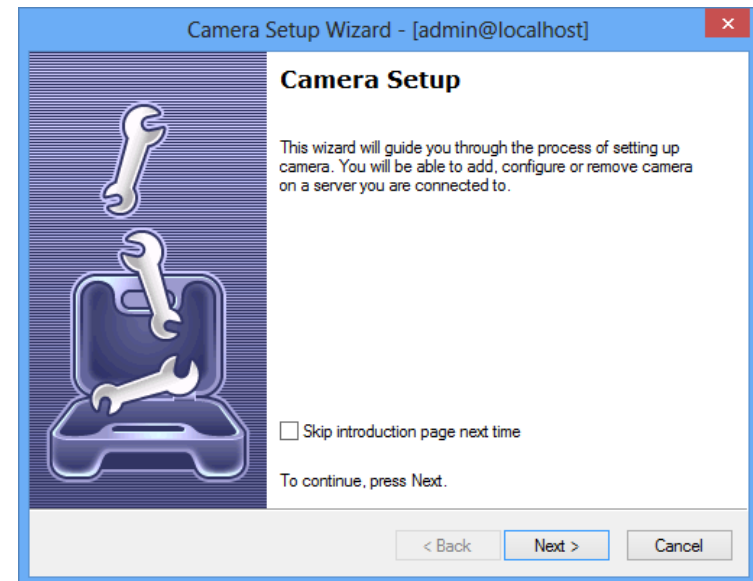 Camera Setup Wizard - [admin@localhost]
Camera Setup
This wizard will guide you through the process of setting up
camera. You will be able to add, configure or remove camera
on a server you are connected to.
Skip introduction page next time
To continue, press Next.
< Back
Next >
Cancel